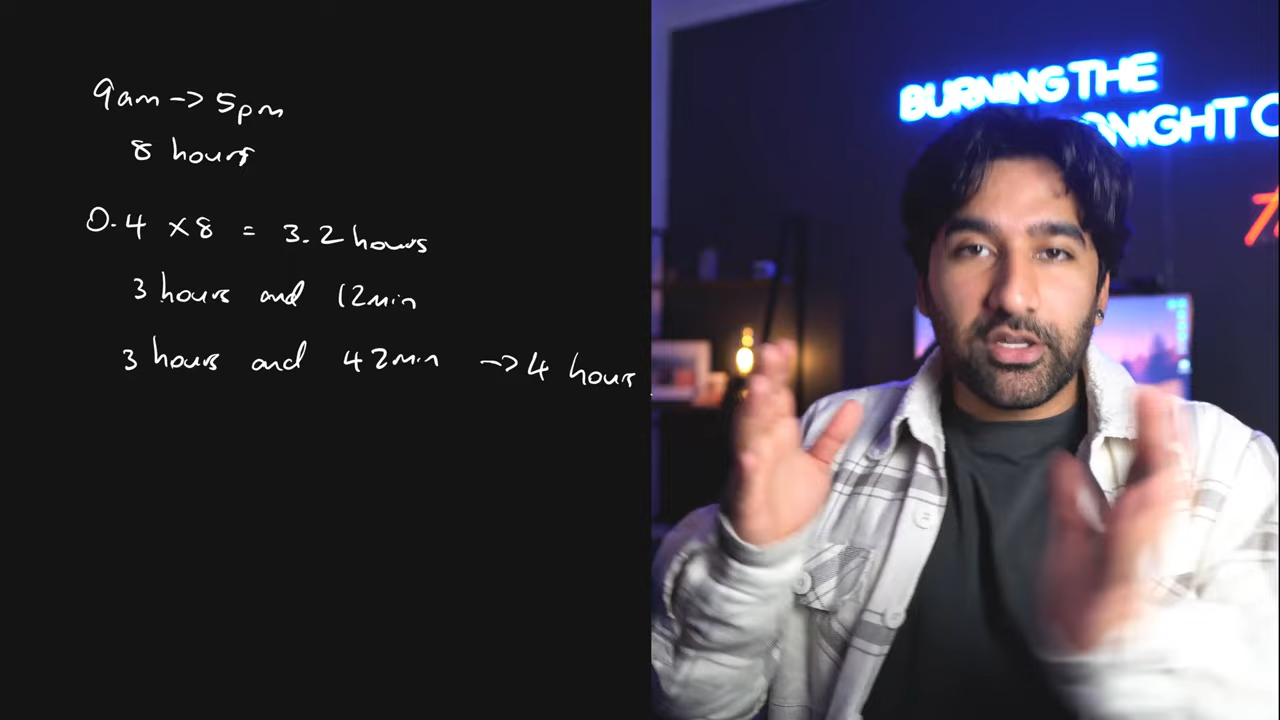 9am -> 5pm
8 hours
0.4 × 8 = 3.2 hours
3 hours and 12min
3 hours and 42min -> 4 hours
BURNING THE